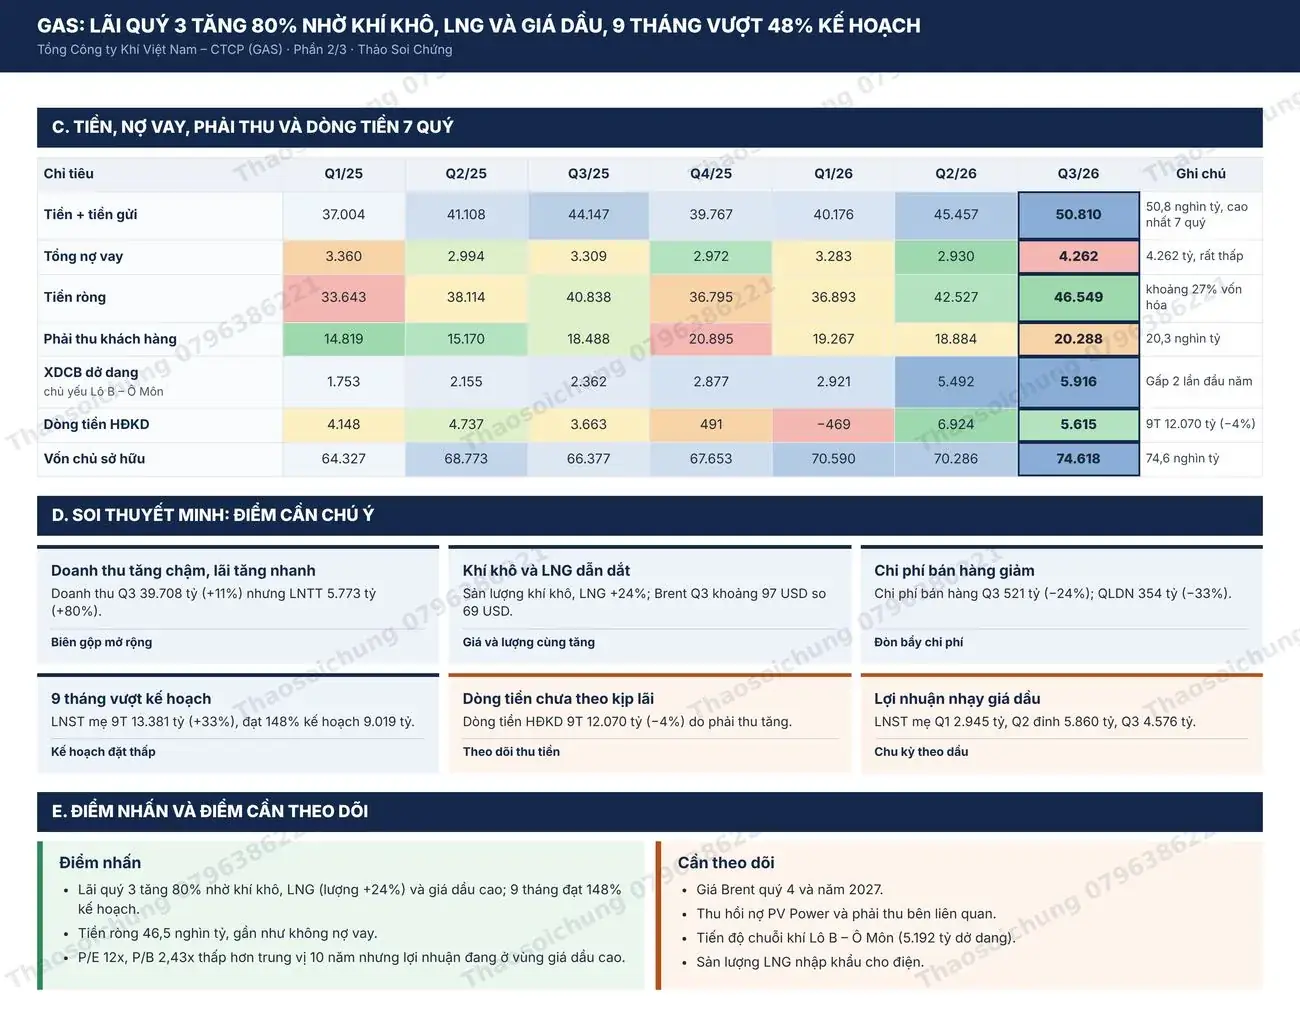 GAS: LÃI QUÝ 3 TĂNG 80% NHỜ KHÍ KHÔ, LNG VÀ GIÁ DẦU, 9 THÁNG VƯỢT 48% KẾ HOẠCH
Tổng Công ty Khí Việt Nam – CTCP (GAS) · Phần 2/3 · Thảo Soi Chứng
C. TIỀN, NỢ VAY, PHẢI THU VÀ DÒNG TIỀN 7 QUÝ
Chỉ tiêu Q1/25 Q2/25 Q3/25 Q4/25 Q1/26 Q2/26 Q3/26 Ghi chú
Tiền + tiền gửi 37.004 41.108 44.147 39.767 40.176 45.457 50.810 50,8 nghìn tỷ, cao
nhất 7 quý
Tổng nợ vay 3.360 2.994 3.309 2.972 3.283 2.930 4.262 4.262 tỷ, rất thấp
Tiền ròng 33.643 38.114 40.838 36.795 36.893 42.527 46.549 khoảng 27% vốn
hóa
Phải thu khách hàng 14.819 15.170 18.488 20.895 19.267 18.884 20.288 20,3 nghìn tỷ
XDCB dở dang 1.753 2.155 2.362 2.877 2.921 5.492 5.916 Gấp 2 lần đầu năm
chủ yếu Lô B – Ô Môn
Dòng tiền HĐKD 4.148 4.737 3.663 491 −469 6.924 5.615 9T 12.070 tỷ (−4%)
Vốn chủ sở hữu 64.327 68.773 66.377 67.653 70.590 70.286 74.618 74,6 nghìn tỷ
D. SOI THUYẾT MINH: ĐIỂM CẦN CHÚ Ý
Doanh thu tăng chậm, lãi tăng nhanh
Doanh thu Q3 39.708 tỷ (+11%) nhưng LNTT 5.773 tỷ
(+80%).
Biên gộp mở rộng
Khí khô và LNG dẫn dắt
Sản lượng khí khô, LNG +24%; Brent Q3 khoảng 97 USD so
69 USD.
Giá và lượng cùng tăng
Chi phí bán hàng giảm
Chi phí bán hàng Q3 521 tỷ (−24%); QLDN 354 tỷ (−33%).
Đòn bẩy chi phí
9 tháng vượt kế hoạch
LNST mẹ 9T 13.381 tỷ (+33%), đạt 148% kế hoạch 9.019 tỷ.
Kế hoạch đặt thấp
Dòng tiền chưa theo kịp lãi
Dòng tiền HĐKD 9T 12.070 tỷ (−4%) do phải thu tăng.
Theo dõi thu tiền
Lợi nhuận nhạy giá dầu
LNST mẹ Q1 2.945 tỷ, Q2 đỉnh 5.860 tỷ, Q3 4.576 tỷ.
Chu kỳ theo dầu
E. ĐIỂM NHẤN VÀ ĐIỂM CẦN THEO DÕI
Điểm nhấn
• Lãi quý 3 tăng 80% nhờ khí khô, LNG (lượng +24%) và giá dầu cao; 9 tháng đạt 148%
kế hoạch.
• Tiền ròng 46,5 nghìn tỷ, gần như không nợ vay.
• P/E 12x, P/B 2,43x thấp hơn trung vị 10 năm nhưng lợi nhuận đang ở vùng giá dầu cao.
Cần theo dõi
• Giá Brent quý 4 và năm 2027.
• Thu hồi nợ PV Power và phải thu bên liên quan.
• Tiến độ chuỗi khí Lô B – Ô Môn (5.192 tỷ dở dang).
• Sản lượng LNG nhập khẩu cho điện.
Thaosoichung 0796386221